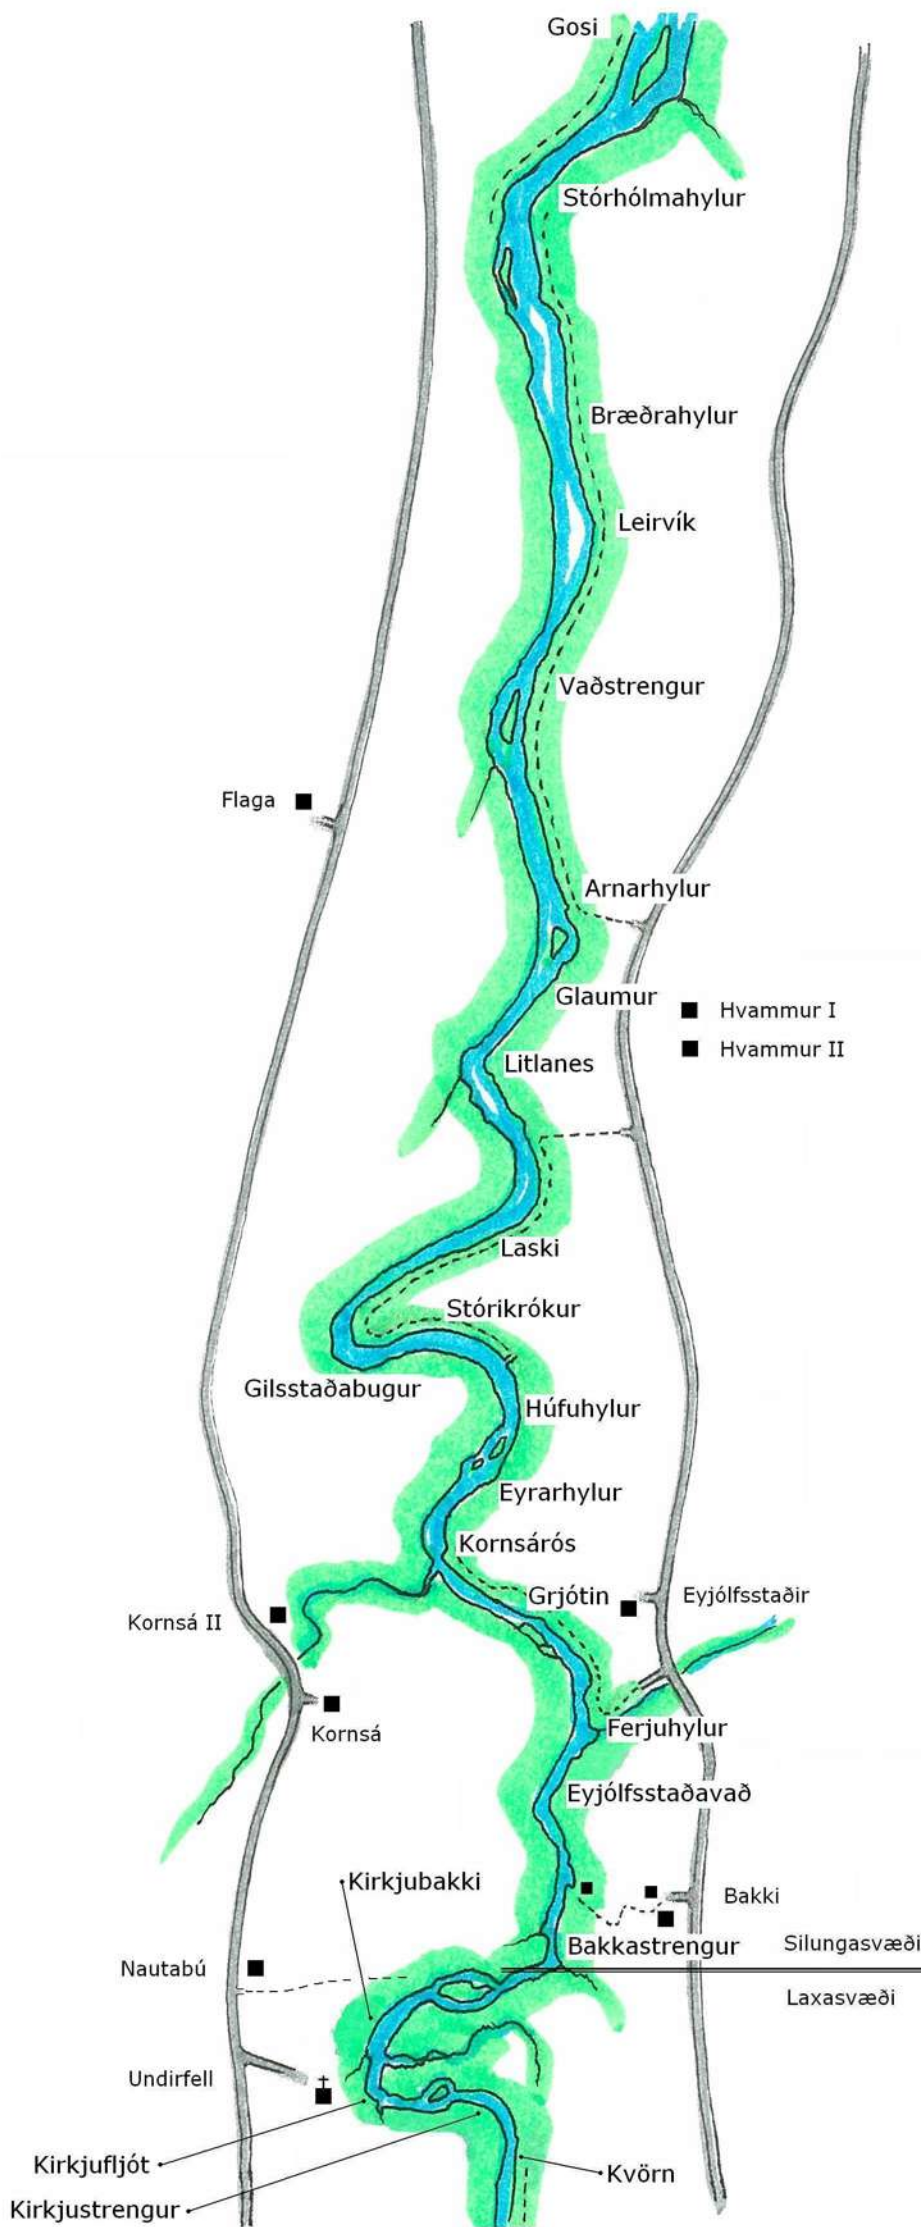 Gosi
Stórhólmahylur
Bræðrahylur
Leirvík
Vaðstrengur
Flaga
Arnarhylur
Glaumur
Hvammur I
Hvammur II
Litlanes
Laski
Stórikrókur
Gilsstaðabugur
Húfuhylur
Eyrarhylur
Kornsárós
Grjótin
Eyjólfsstaðir
Kornsá II
Ferjuhylur
Kornsá
Eyjólfsstaðavað
Kirkjubakki
Bakki
Bakkastrengur
Silungasvæði
Nautabú
Laxasvæði
Undirfell
Kirkjufljót
Kvörn
Kirkjustrengur